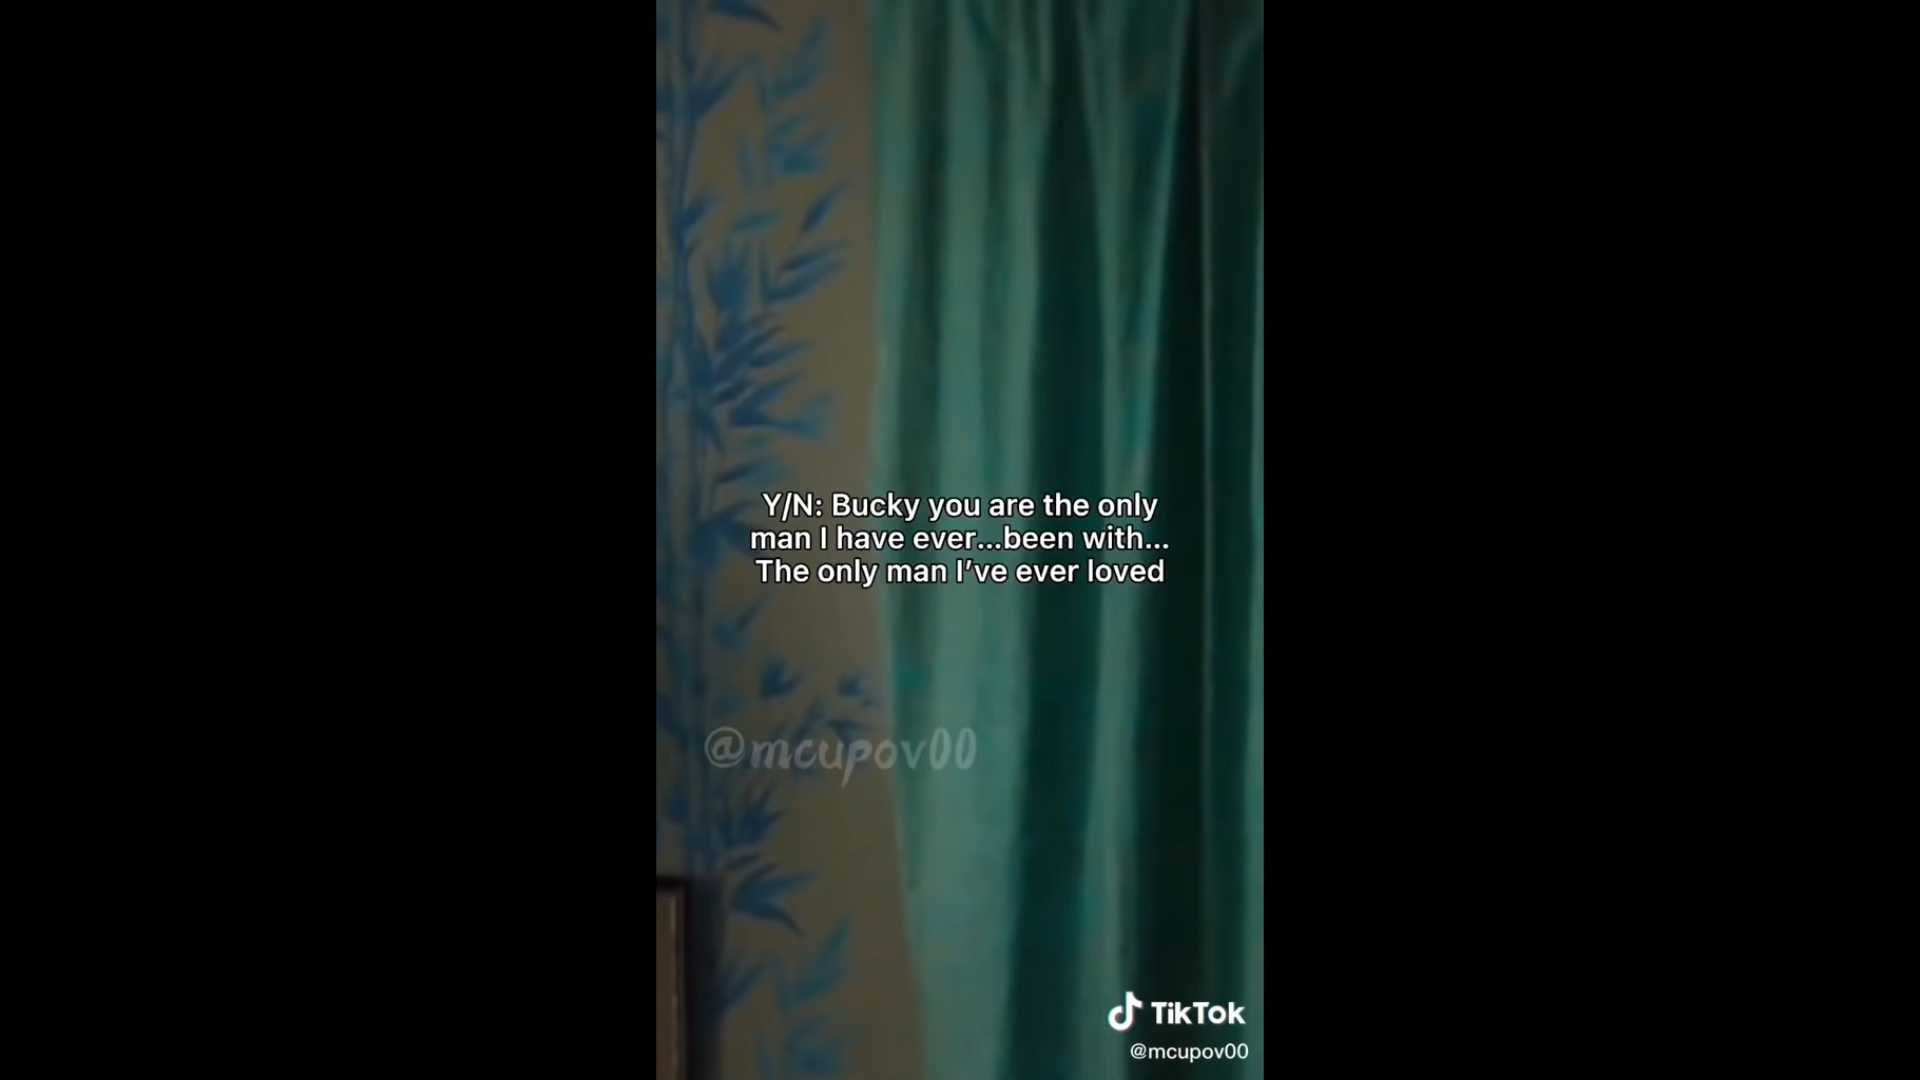 Y/N: Bucky you are the only
man I have ever...been with...
The only man I’ve ever loved
@mcupov00
TikTok
@mcupov00